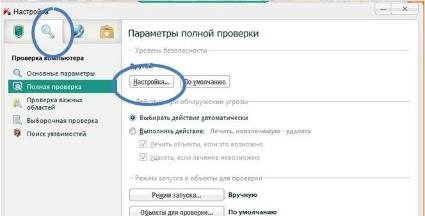 Настройка
Параметры полной проверки
Уровень безопасности
Проверка компьютера
Другой
Основные параметры
Настройка... По умолчанию
Полная проверка
Проверка важных
областей
Действие при обнаружении угрозы
Выборочная проверка
Выбирать действие автоматически
Поиск уязвимостей
Выполнять действие: Лечить, неизлечимую - удалять
Лечить объекты, если это возможно
Удалять, если лечение невозможно
Режим запуска и объекты для проверки
Режим запуска... Вручную
Объекты для проверки... По умолчанию